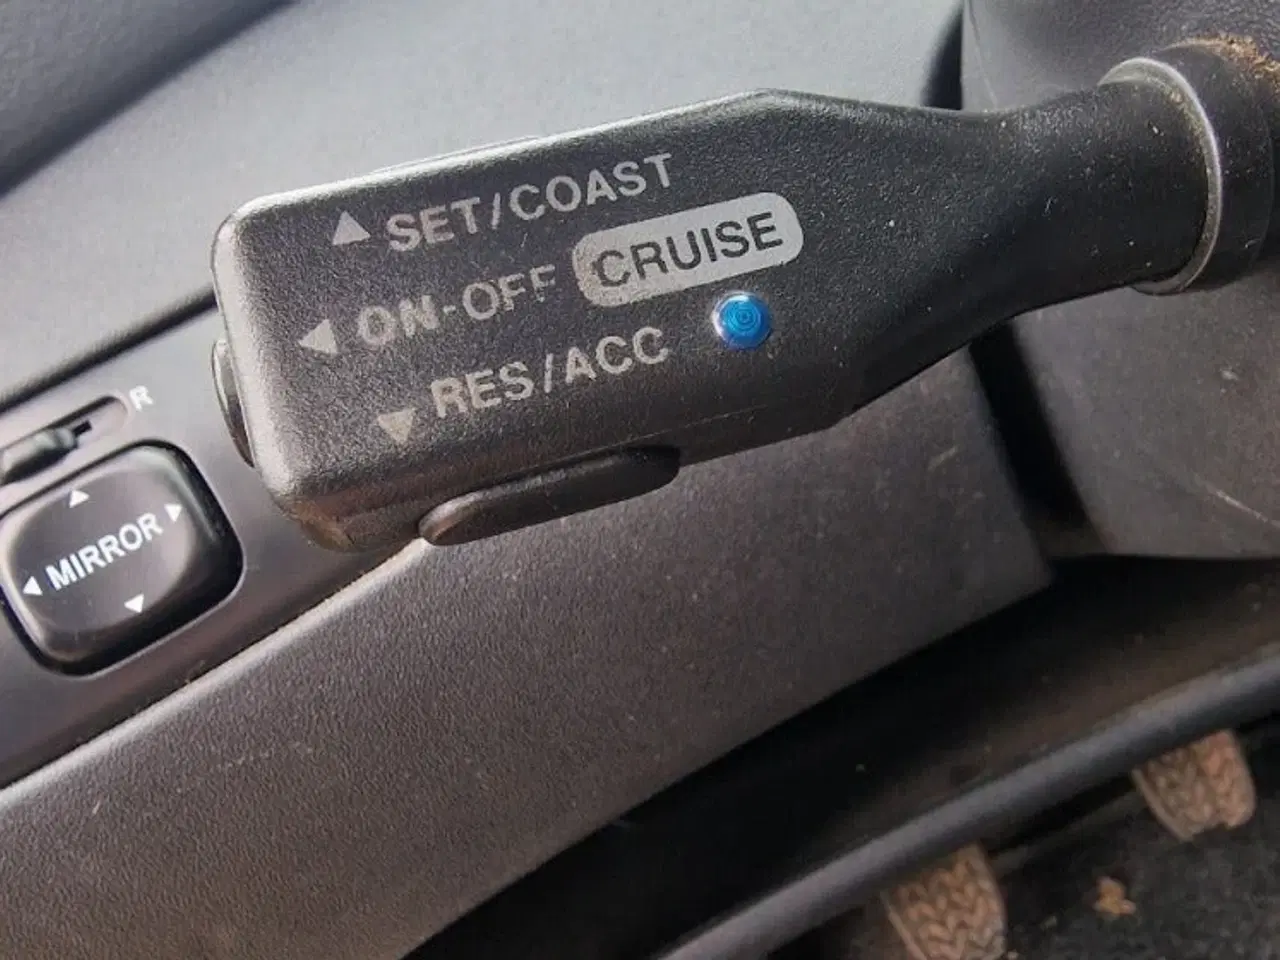 ▲ SET/COAST
◀ ON-OFF CRUISE
▼ RES/ACC
R
◀ MIRROR ▶